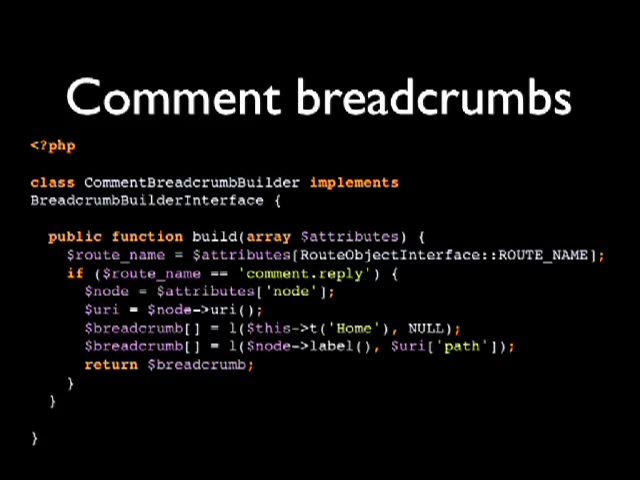 Comment breadcrumbs
<?php
class CommentBreadcrumbBuilder implements
BreadcrumbBuilderInterface {
public function build(array $attributes) {
$route_name = $attributes[RouteObjectInterface::ROUTE_NAME];
if ($route_name == 'comment.reply') {
$node = $attributes['node'];
$uri = $node->uri();
$breadcrumb[] = l($this->t('Home'), NULL);
$breadcrumb[] = l($node->label(), $uri['path']);
return $breadcrumb;
}
}
}